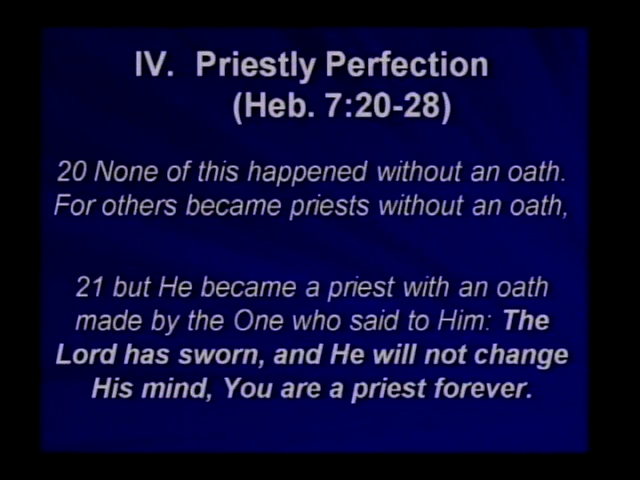 IV. Priestly Perfection
(Heb. 7:20-28)
20 None of this happened without an oath.
For others became priests without an oath,
21 but He became a priest with an oath
made by the One who said to Him: The
Lord has sworn, and He will not change
His mind, You are a priest forever.